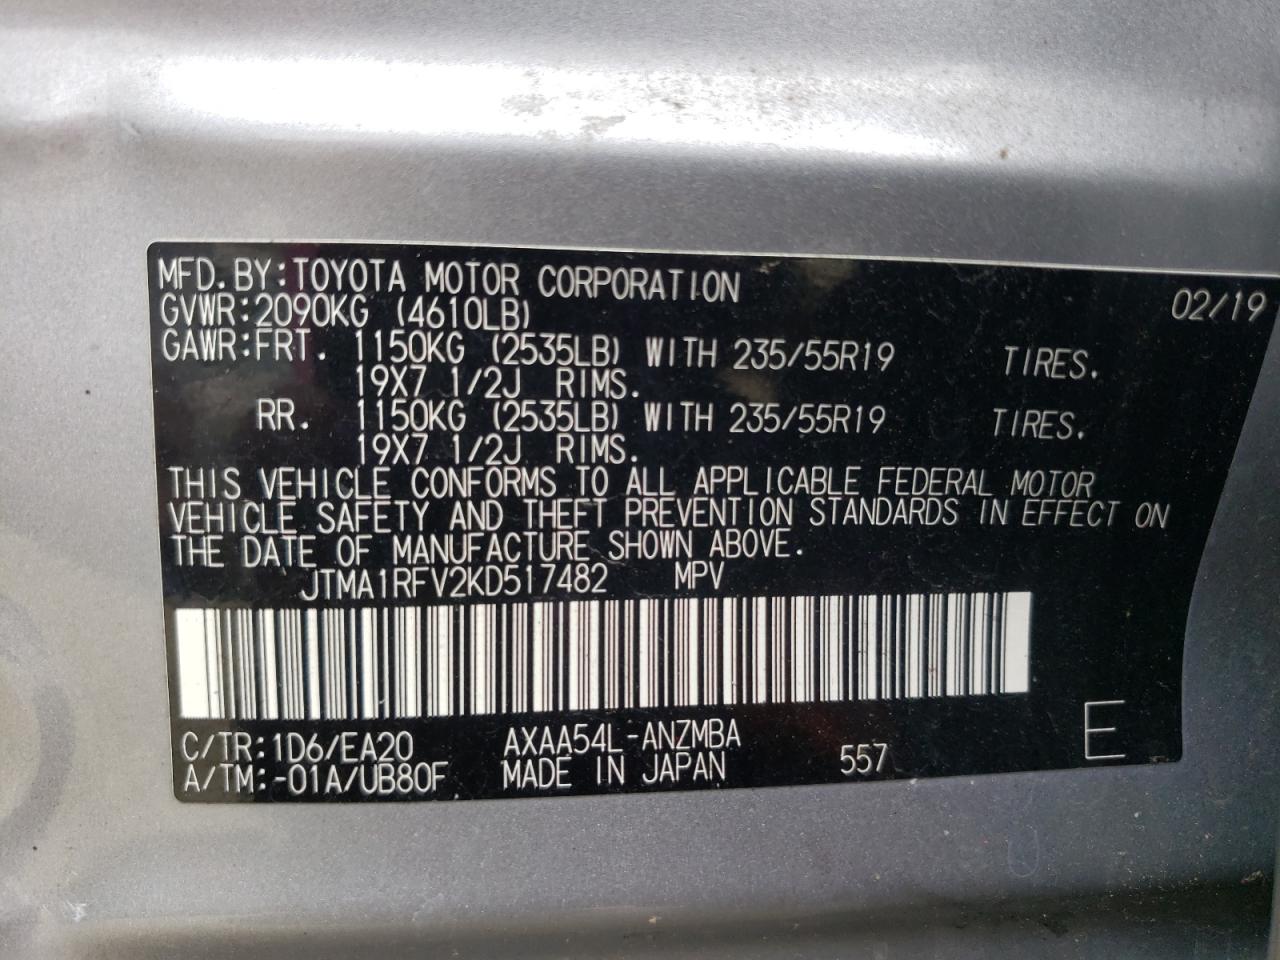 MFD.BY:TOYOTA MOTOR CORPORATION 02/19
GVWR:2090KG (4610LB)
GAWR:FRT. 1150KG (2535LB) WITH 235/55R19 TIRES.
19X7 1/2J RIMS.
RR. 1150KG (2535LB) WITH 235/55R19 TIRES.
19X7 1/2J RIMS.
THIS VEHICLE CONFORMS TO ALL APPLICABLE FEDERAL MOTOR
VEHICLE SAFETY AND THEFT PREVENTION STANDARDS IN EFFECT ON
THE DATE OF MANUFACTURE SHOWN ABOVE.
JTMA1RFV2KD517482 MPV
C/TR:1D6/EA20 AXAA54L-ANZMBA 557 E
A/TM:-01A/UB80F MADE IN JAPAN